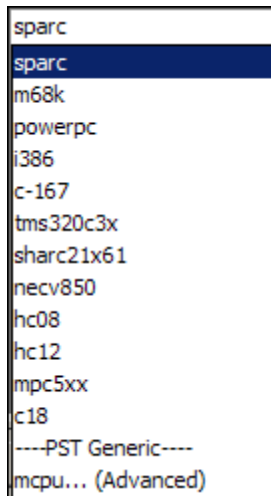 sparc
sparc
m68k
powerpc
i386
c-167
tms320c3x
sharc21x61
necv850
hc08
hc12
mpc5xx
c18
----PST Generic----
mcpu... (Advanced)